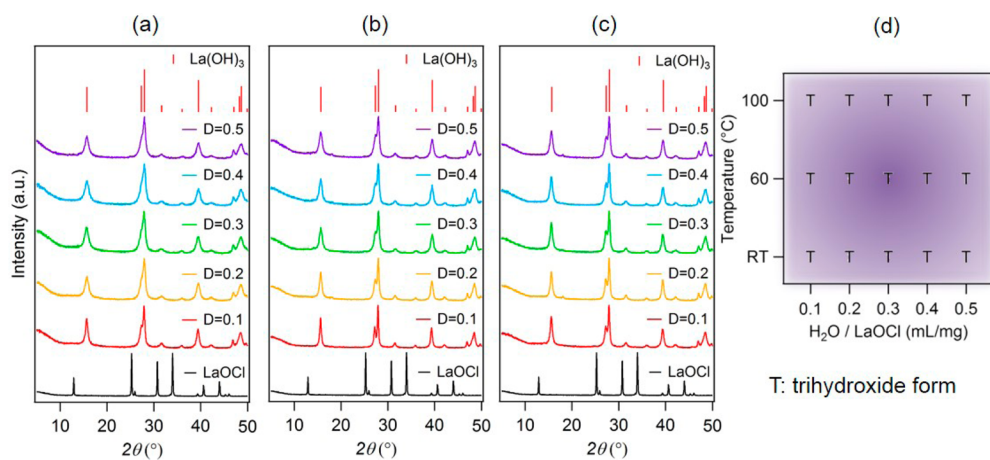 (a)
(b)
(c)
(d)
Intensity (a.u.)
La(OH)3
D=0.5
D=0.4
D=0.3
D=0.2
D=0.1
LaOCl
10 20 30 40 50
2θ(°)
La(OH)3
D=0.5
D=0.4
D=0.3
D=0.2
D=0.1
LaOCl
10 20 30 40 50
2θ(°)
La(OH)3
D=0.5
D=0.4
D=0.3
D=0.2
D=0.1
LaOCl
10 20 30 40 50
2θ(°)
Temperature (°C)
100 T T T T T
60 T T T T T
RT T T T T T
0.1 0.2 0.3 0.4 0.5
H2O / LaOCl (mL/mg)
T: trihydroxide form